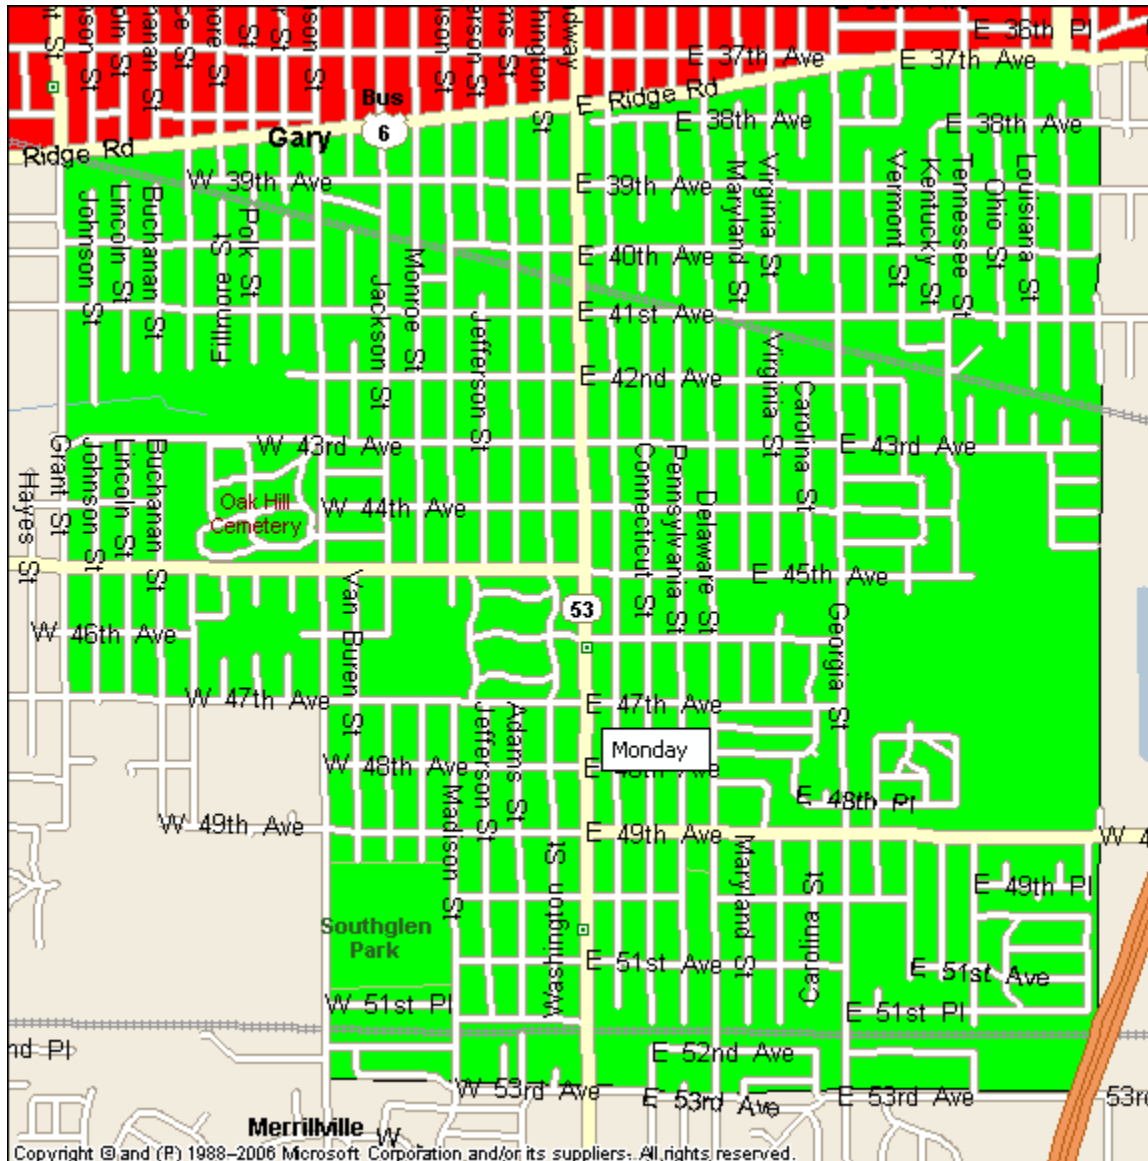 E 36th Pl
E 37th Ave
E 37th Ave
Bus
6
Gary
Ridge Rd
E Ridge Rd
E 38th Ave
E 38th Ave
W 39th Ave
E 39th Ave
Johnson St
Lincoln St
Buchanan St
Fillmore St
Polk St
Jackson St
Monroe St
Jefferson St
Maryland St
Virginia St
Vermont St
Kentucky St
Tennessee St
Ohio St
Louisiana St
E 40th Ave
E 41st Ave
E 42nd Ave
Virginia St
Carolina St
W 43rd Ave
E 43rd Ave
Hayes St
Grant St
Johnson St
Lincoln St
Buchanan St
Oak Hill
Cemetery
W 44th Ave
Connecticut St
Pennsylvania St
Delaware St
E 45th Ave
Van Buren St
53
Georgia St
W 46th Ave
W 47th Ave
E 47th Ave
Jefferson St
Adams St
Monday
W 48th Ave
E 48th Ave
E 48th Pl
Madison St
W 49th Ave
E 49th Ave
W 4
Washington St
Maryland St
Carolina St
E 49th Pl
Southglen
Park
E 51st Ave
E 51st Ave
W 51st Pl
E 51st Pl
nd Pl
E 52nd Ave
W 53rd Ave
E 53rd Ave
E 53rd Ave
53rd
Merrillville
W
Copyright © and (P) 1988–2006 Microsoft Corporation and/or its suppliers. All rights reserved.